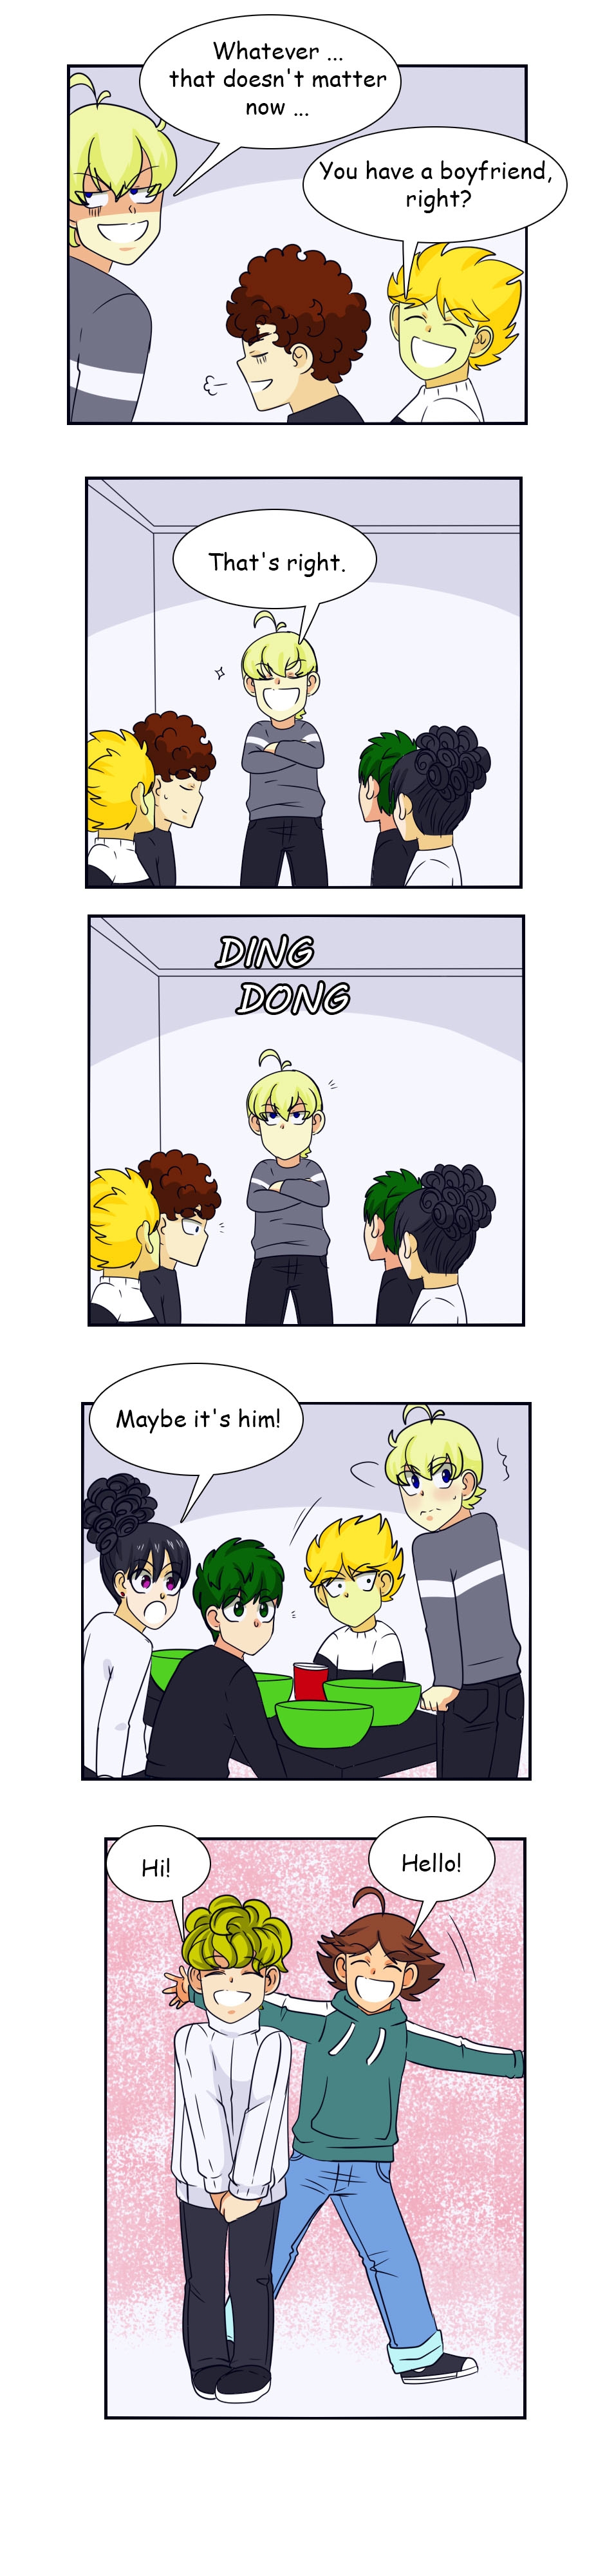 Whatever ...
that doesn't matter
now ...
You have a boyfriend,
right?
That's right.
DING
DONG
Maybe it's him!
Hi!
Hello!